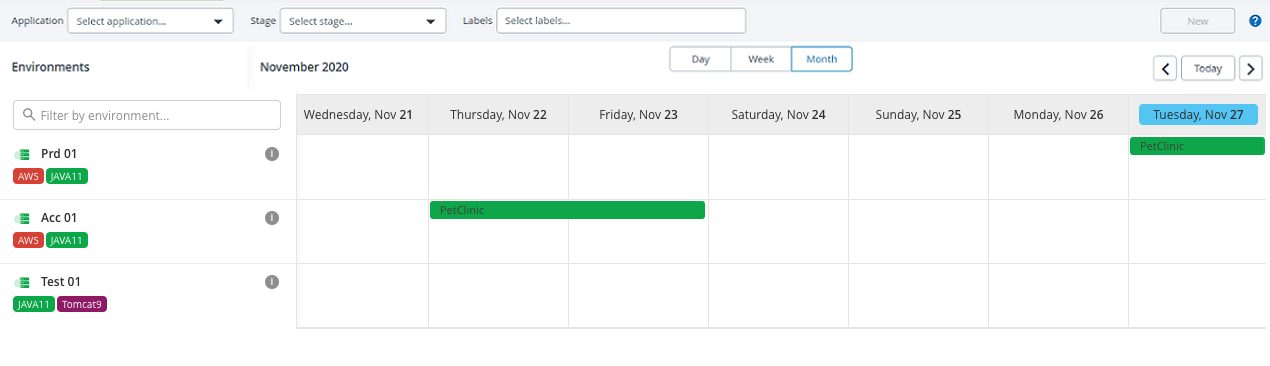 Application Select application... Stage Select stage... Labels Select labels... New ?
Environments November 2020 Day Week Month Today
Filter by environment... Wednesday, Nov 21 Thursday, Nov 22 Friday, Nov 23 Saturday, Nov 24 Sunday, Nov 25 Monday, Nov 26 Tuesday, Nov 27
Prd 01 i PetClinic
AWS JAVA11
Acc 01 i PetClinic
AWS JAVA11
Test 01 i
JAVA11 Tomcat9